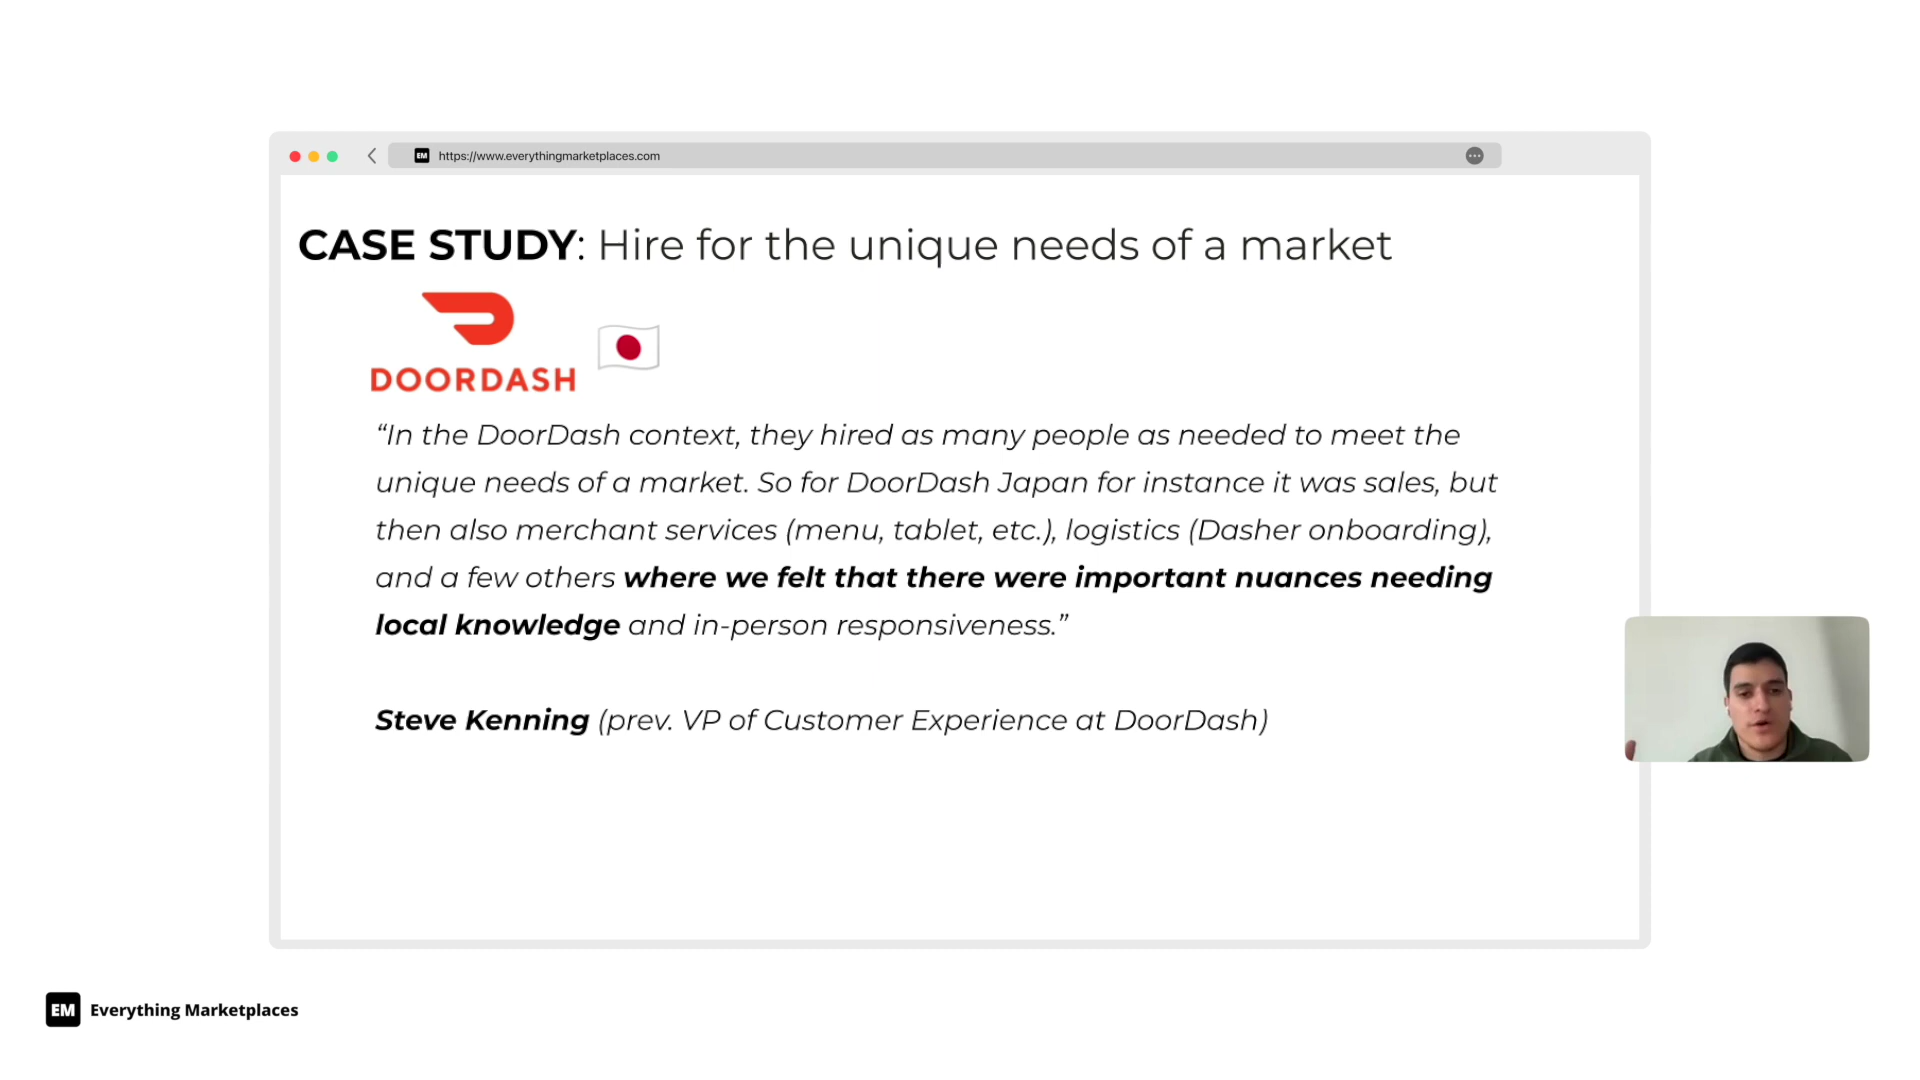 EM https://www.everythingmarketplaces.com
CASE STUDY: Hire for the unique needs of a market
DOORDASH
“In the DoorDash context, they hired as many people as needed to meet the
unique needs of a market. So for DoorDash Japan for instance it was sales, but
then also merchant services (menu, tablet, etc.), logistics (Dasher onboarding),
and a few others where we felt that there were important nuances needing
local knowledge and in-person responsiveness.”
Steve Kenning (prev. VP of Customer Experience at DoorDash)
EM Everything Marketplaces